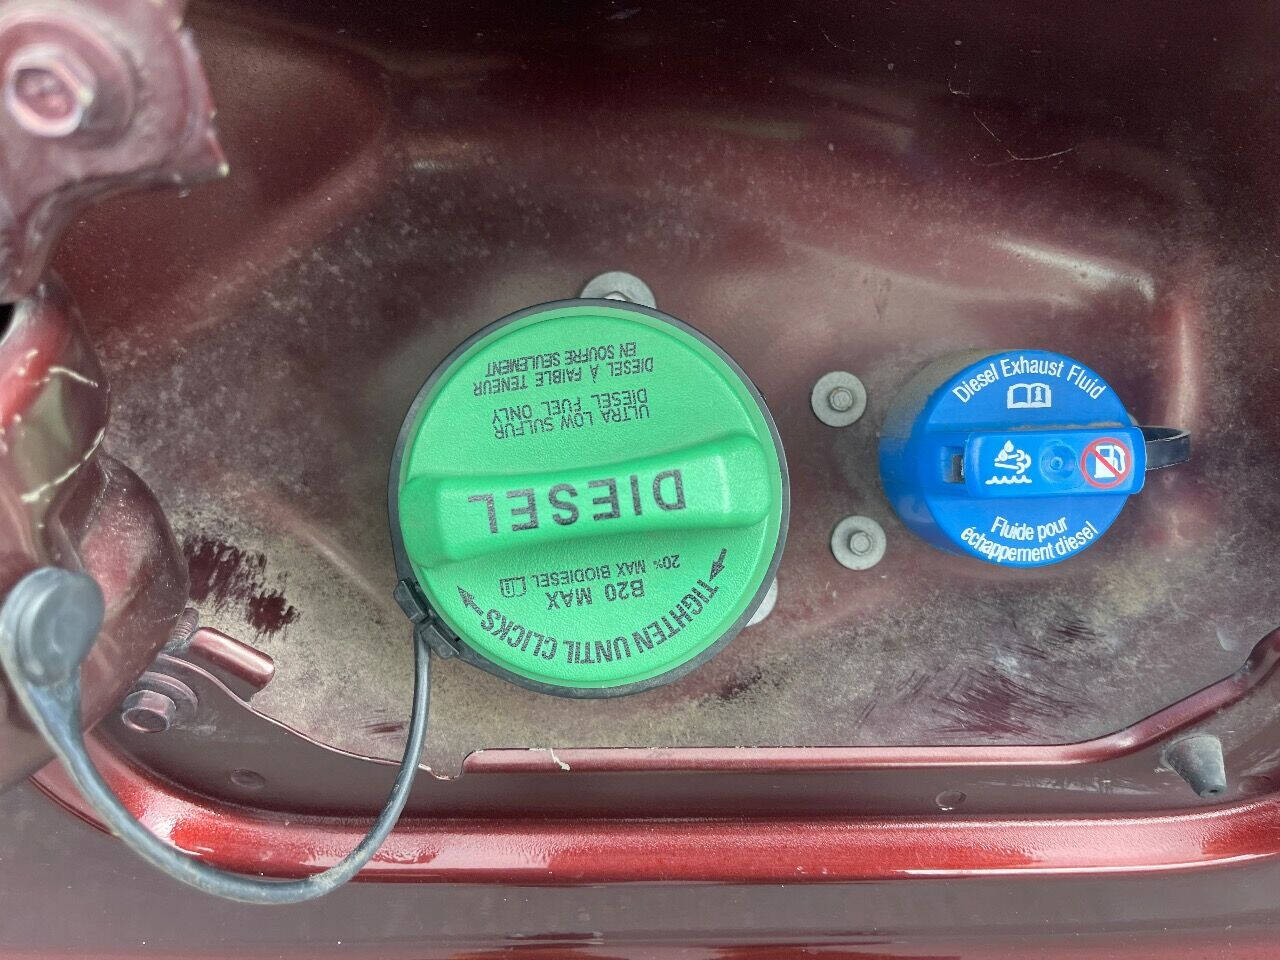 TIGHTEN UNTIL CLICKS
B20 MAX
20% MAX BIODIESEL
DIESEL
ULTRA LOW SULFUR
DIESEL FUEL ONLY
DIESEL À FAIBLE TENEUR
EN SOUFRE SEULEMENT
Diesel Exhaust Fluid
Fluide pour
échappement diesel